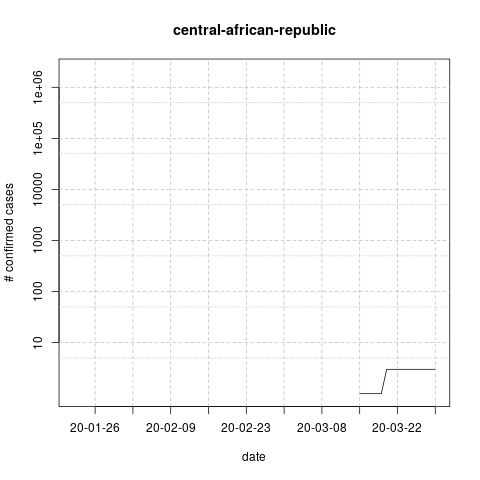 central-african-republic
1e+06
1e+05
10000
1000
100
10
# confirmed cases
20-01-26 20-02-09 20-02-23 20-03-08 20-03-22
date